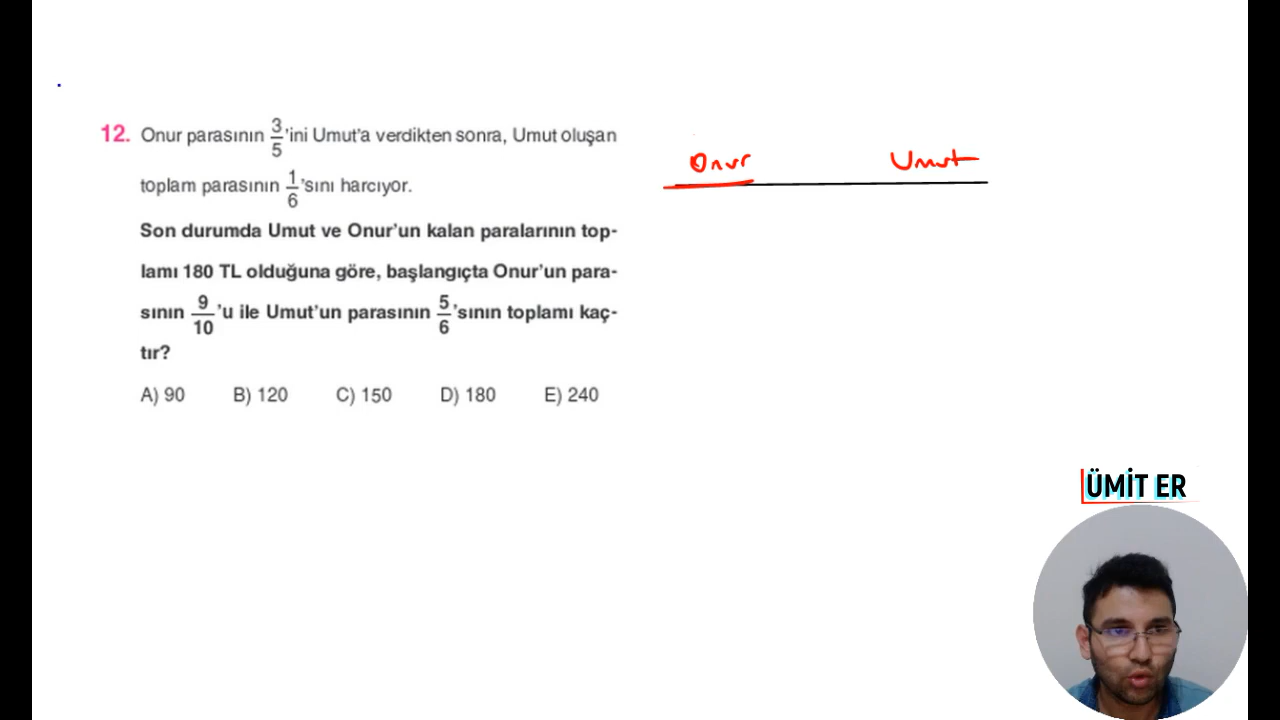 12. Onur parasının 3/5'ini Umut'a verdikten sonra, Umut oluşan
toplam parasının 1/6'sını harcıyor.
Son durumda Umut ve Onur'un kalan paralarının top-
lamı 180 TL olduğuna göre, başlangıçta Onur'un para-
sının 9/10'u ile Umut'un parasının 5/6'sının toplamı kaç-
tır?
A) 90 B) 120 C) 150 D) 180 E) 240
Onur Umut
ÜMİT ER